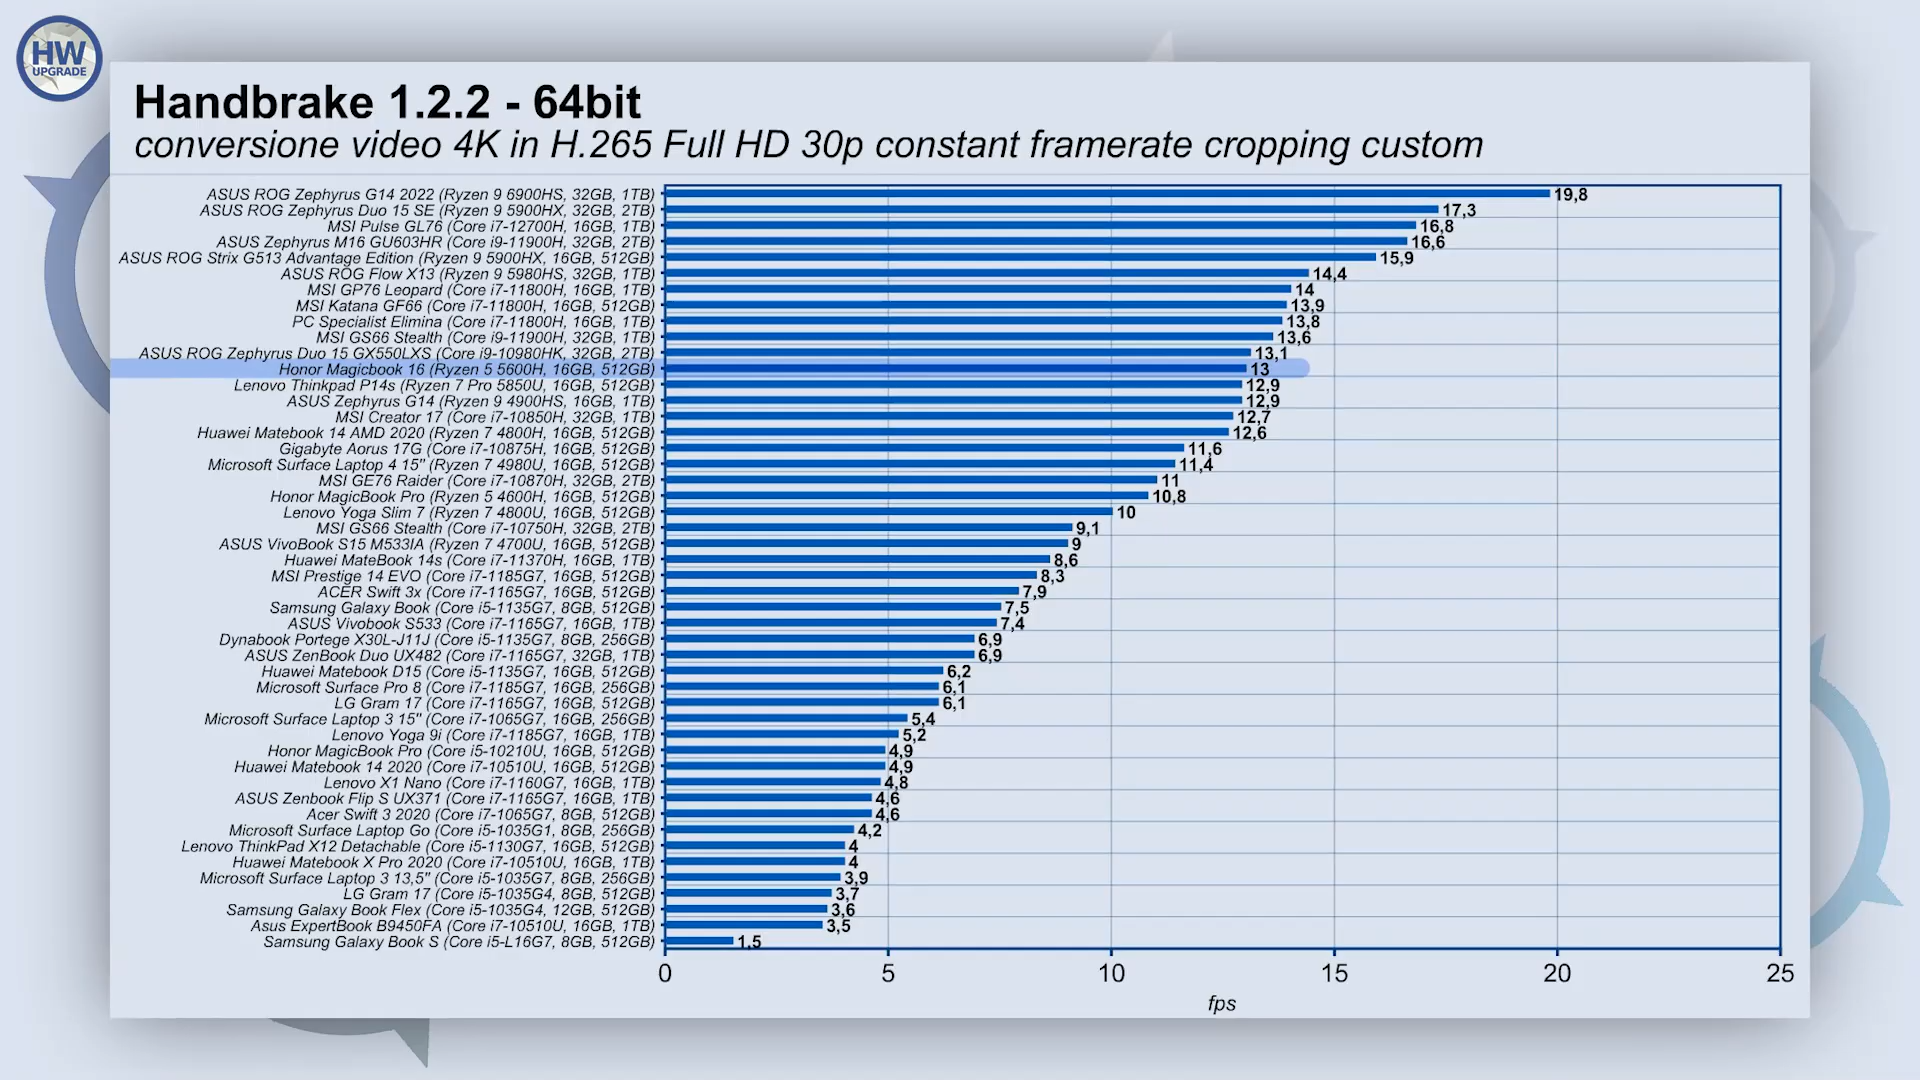 HW
UPGRADE
Handbrake 1.2.2 - 64bit
conversione video 4K in H.265 Full HD 30p constant framerate cropping custom
ASUS ROG Zephyrus G14 2022 (Ryzen 9 6900HS, 32GB, 1TB) 19,8
ASUS ROG Zephyrus Duo 15 SE (Ryzen 9 5900HX, 32GB, 2TB) 17,3
MSI Pulse GL76 (Core i7-12700H, 16GB, 1TB) 16,8
ASUS Zephyrus M16 GU603HR (Core i9-11900H, 32GB, 2TB) 16,6
ASUS ROG Strix G513 Advantage Edition (Ryzen 9 5900HX, 16GB, 512GB) 15,9
ASUS ROG Flow X13 (Ryzen 9 5980HS, 32GB, 1TB) 14,4
MSI GP76 Leopard (Core i7-11800H, 16GB, 1TB) 14
MSI Katana GF66 (Core i7-11800H, 16GB, 512GB) 13,9
PC Specialist Elimina (Core i7-11800H, 16GB, 1TB) 13,8
MSI GS66 Stealth (Core i9-11900H, 32GB, 1TB) 13,6
ASUS ROG Zephyrus Duo 15 GX550LXS (Core i9-10980HK, 32GB, 2TB) 13,1
Honor Magicbook 16 (Ryzen 5 5600H, 16GB, 512GB) 13
Lenovo Thinkpad P14s (Ryzen 7 Pro 5850U, 16GB, 512GB) 12,9
ASUS Zephyrus G14 (Ryzen 9 4900HS, 16GB, 1TB) 12,9
MSI Creator 17 (Core i7-10850H, 32GB, 1TB) 12,7
Huawei Matebook 14 AMD 2020 (Ryzen 7 4800H, 16GB, 512GB) 12,6
Gigabyte Aorus 17G (Core i7-10875H, 16GB, 512GB) 11,6
Microsoft Surface Laptop 4 15" (Ryzen 7 4980U, 16GB, 512GB) 11,4
MSI GE76 Raider (Core i7-10870H, 32GB, 2TB) 11
Honor MagicBook Pro (Ryzen 5 4600H, 16GB, 512GB) 10,8
Lenovo Yoga Slim 7 (Ryzen 7 4800U, 16GB, 512GB) 10
MSI GS66 Stealth (Core i7-10750H, 32GB, 2TB) 9,1
ASUS VivoBook S15 M533IA (Ryzen 7 4700U, 16GB, 512GB) 9
Huawei MateBook 14s (Core i7-11370H, 16GB, 1TB) 8,6
MSI Prestige 14 EVO (Core i7-1185G7, 16GB, 512GB) 8,3
ACER Swift 3x (Core i7-1165G7, 16GB, 512GB) 7,9
Samsung Galaxy Book (Core i5-1135G7, 8GB, 512GB) 7,5
ASUS Vivobook S533 (Core i7-1165G7, 16GB, 1TB) 7,4
Dynabook Portege X30L-J11J (Core i5-1135G7, 8GB, 256GB) 6,9
ASUS ZenBook Duo UX482 (Core i7-1165G7, 32GB, 1TB) 6,9
Huawei Matebook D15 (Core i5-1135G7, 16GB, 512GB) 6,2
Microsoft Surface Pro 8 (Core i7-1185G7, 16GB, 256GB) 6,1
LG Gram 17 (Core i7-1165G7, 16GB, 512GB) 6,1
Microsoft Surface Laptop 3 15" (Core i7-1065G7, 16GB, 256GB) 5,4
Lenovo Yoga 9i (Core i7-1185G7, 16GB, 1TB) 5,2
Honor MagicBook Pro (Core i5-10210U, 16GB, 512GB) 4,9
Huawei Matebook 14 2020 (Core i7-10510U, 16GB, 512GB) 4,9
Lenovo X1 Nano (Core i7-1160G7, 16GB, 1TB) 4,8
ASUS Zenbook Flip S UX371 (Core i7-1165G7, 16GB, 1TB) 4,6
Acer Swift 3 2020 (Core i7-1065G7, 8GB, 512GB) 4,6
Microsoft Surface Laptop Go (Core i5-1035G1, 8GB, 256GB) 4,2
Lenovo ThinkPad X12 Detachable (Core i5-1130G7, 16GB, 512GB) 4
Huawei Matebook X Pro 2020 (Core i7-10510U, 16GB, 1TB) 4
Microsoft Surface Laptop 3 13,5" (Core i5-1035G7, 8GB, 256GB) 3,9
LG Gram 17 (Core i5-1035G4, 8GB, 512GB) 3,7
Samsung Galaxy Book Flex (Core i5-1035G4, 12GB, 512GB) 3,6
Asus ExpertBook B9450FA (Core i7-10510U, 16GB, 1TB) 3,5
Samsung Galaxy Book S (Core i5-L16G7, 8GB, 512GB) 1,5
0 5 10 15 20 25
fps